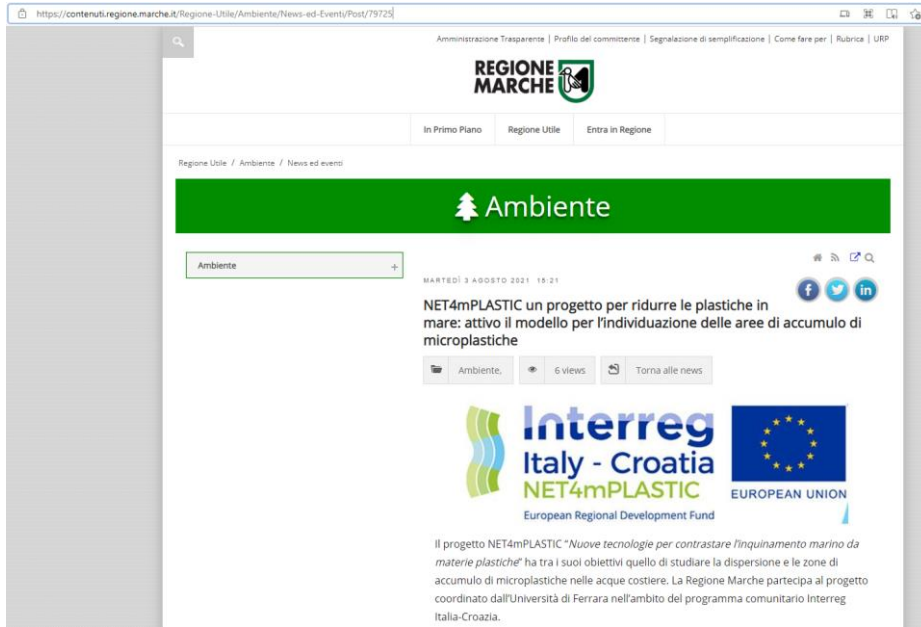 https://contenuti.regione.marche.it/Regione-Utile/Ambiente/News-ed-Eventi/Post/79725
Amministrazione Trasparente | Profilo del committente | Segnalazione di semplificazione | Come fare per | Rubrica | URP
REGIONE
MARCHE
In Primo Piano Regione Utile Entra in Regione
Regione Utile / Ambiente / News ed eventi
Ambiente
Ambiente +
MARTEDÌ 3 AGOSTO 2021 15:21
NET4mPLASTIC un progetto per ridurre le plastiche in
mare: attivo il modello per l'individuazione delle aree di accumulo di
microplastiche
Ambiente, 6 views Torna alle news
Interreg
Italy - Croatia
NET4mPLASTIC
European Regional Development Fund
EUROPEAN UNION
Il progetto NET4mPLASTIC "Nuove tecnologie per contrastare l'inquinamento marino da
materie plastiche" ha tra i suoi obiettivi quello di studiare la dispersione e le zone di
accumulo di microplastiche nelle acque costiere. La Regione Marche partecipa al progetto
coordinato dall'Università di Ferrara nell'ambito del programma comunitario Interreg
Italia-Croazia.